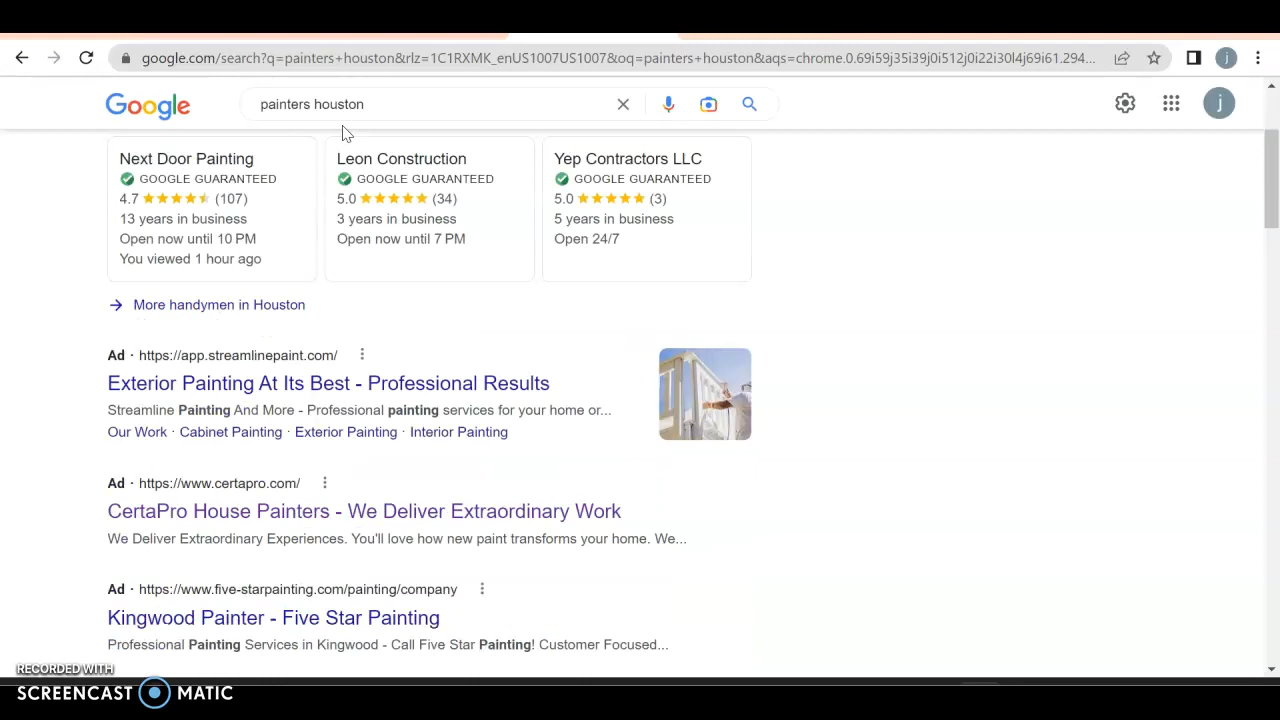 google.com/search?q=painters+houston&rlz=1C1RXMK_enUS1007US1007&oq=painters+houston&aqs=chrome.0.69i59j35i39j0i512j0i22i30l4j69i61.294...
j
Google
painters houston
j
Next Door Painting
GOOGLE GUARANTEED
4.7 (107)
13 years in business
Open now until 10 PM
You viewed 1 hour ago
Leon Construction
GOOGLE GUARANTEED
5.0 (34)
3 years in business
Open now until 7 PM
Yep Contractors LLC
GOOGLE GUARANTEED
5.0 (3)
5 years in business
Open 24/7
More handymen in Houston
Ad · https://app.streamlinepaint.com/
Exterior Painting At Its Best - Professional Results
Streamline Painting And More - Professional painting services for your home or...
Our Work · Cabinet Painting · Exterior Painting · Interior Painting
Ad · https://www.certapro.com/
CertaPro House Painters - We Deliver Extraordinary Work
We Deliver Extraordinary Experiences. You'll love how new paint transforms your home. We...
Ad · https://www.five-starpainting.com/painting/company
Kingwood Painter - Five Star Painting
Professional Painting Services in Kingwood - Call Five Star Painting! Customer Focused...
RECORDED WITH
SCREENCAST MATIC